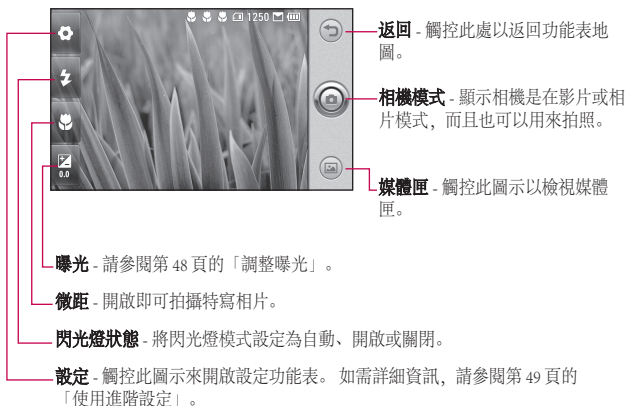 1250
0.0
返回 - 觸控此處以返回功能表地
圖。
相機模式 - 顯示相機是在影片或相
片模式，而且也可以用來拍照。
媒體匣 - 觸控此圖示以檢視媒體
匣。
曝光 - 請參閱第 48 頁的「調整曝光」。
微距 - 開啟即可拍攝特寫相片。
閃光燈狀態 - 將閃光燈模式設定為自動、開啟或關閉。
設定 - 觸控此圖示來開啟設定功能表。 如需詳細資訊，請參閱第 49 頁的
「使用進階設定」。